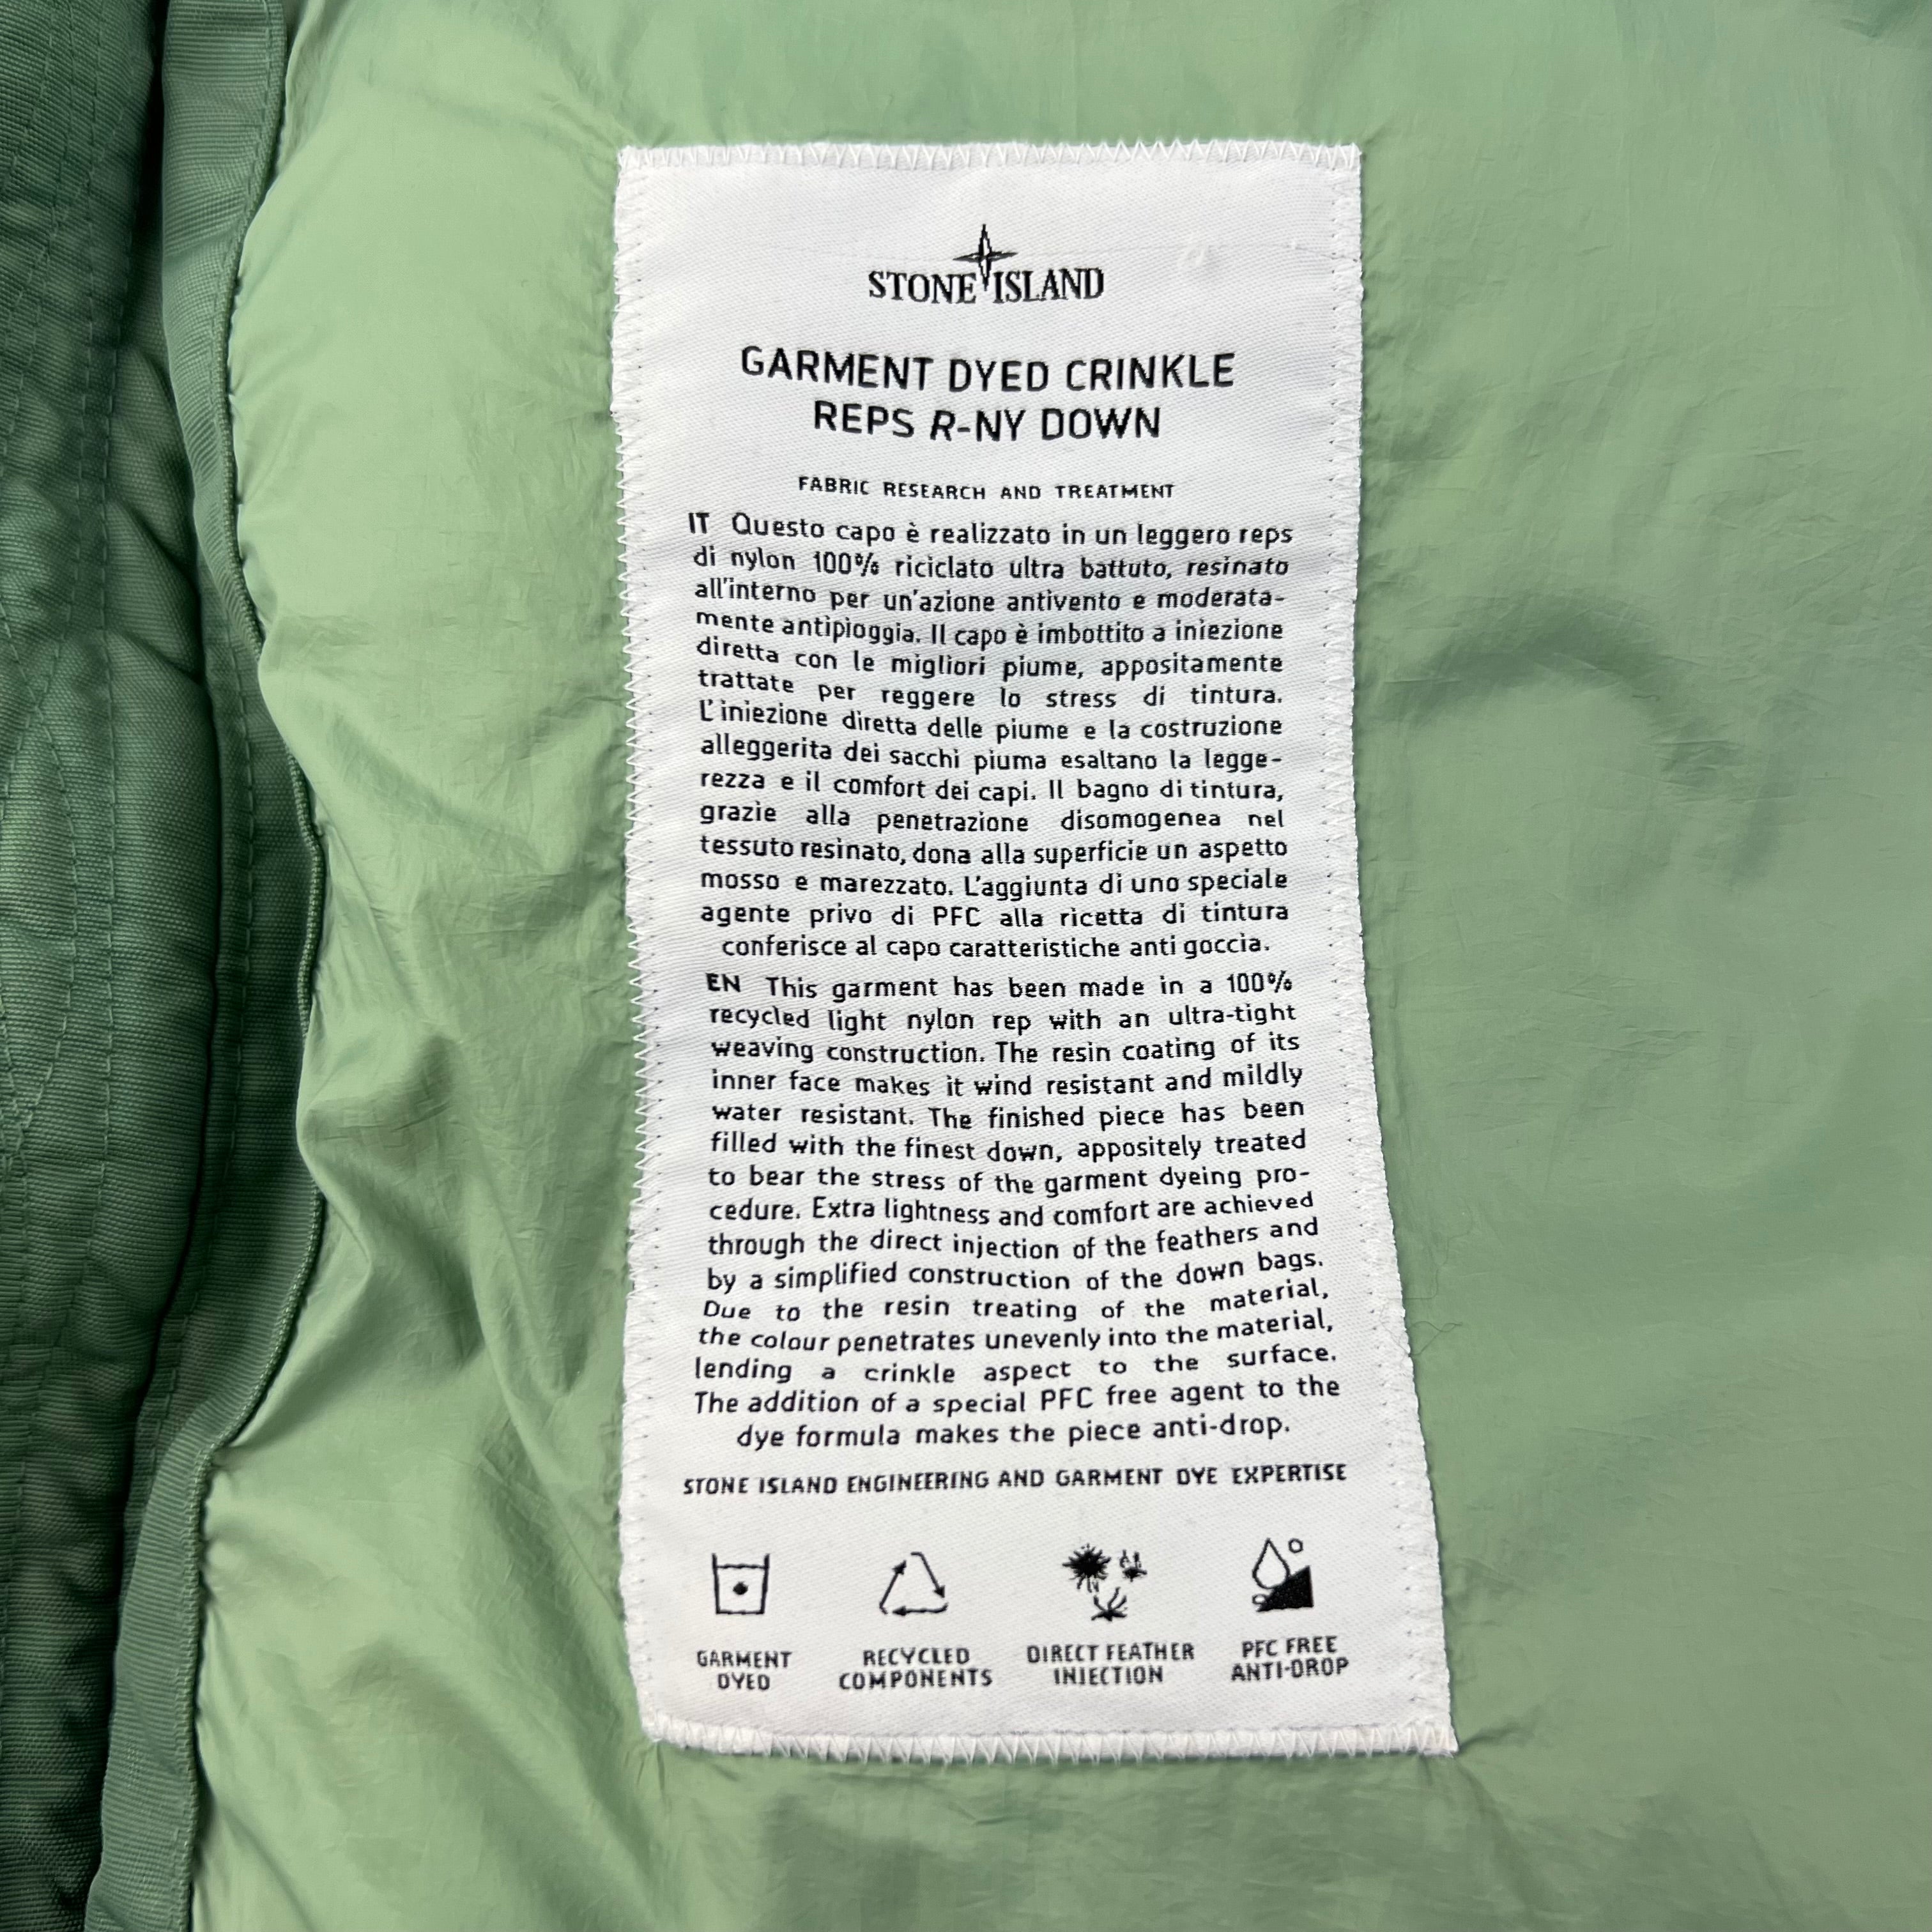 STONE ISLAND
GARMENT DYED CRINKLE
REPS R-NY DOWN
FABRIC RESEARCH AND TREATMENT
IT Questo capo è realizzato in un leggero reps
di nylon 100% riciclato ultra battuto, resinato
all'interno per un'azione antivento e moderata-
mente antipioggia. Il capo è imbottito a iniezione
diretta con le migliori piume, appositamente
trattate per reggere lo stress di tintura.
L'iniezione diretta delle piume e la costruzione
alleggerita dei sacchi piuma esaltano la legge-
rezza e il comfort dei capi. Il bagno di tintura,
grazie alla penetrazione disomogenea nel
tessuto resinato, dona alla superficie un aspetto
mosso e marezzato. L'aggiunta di uno speciale
agente privo di PFC alla ricetta di tintura
conferisce al capo caratteristiche anti goccia.
EN This garment has been made in a 100%
recycled light nylon rep with an ultra-tight
weaving construction. The resin coating of its
inner face makes it wind resistant and mildly
water resistant. The finished piece has been
filled with the finest down, appositely treated
to bear the stress of the garment dyeing pro-
cedure. Extra lightness and comfort are achieved
through the direct injection of the feathers and
by a simplified construction of the down bags.
Due to the resin treating of the material,
the colour penetrates unevenly into the material,
lending a crinkle aspect to the surface.
The addition of a special PFC free agent to the
dye formula makes the piece anti-drop.
STONE ISLAND ENGINEERING AND GARMENT DYE EXPERTISE
GARMENT
DYED
RECYCLED
COMPONENTS
DIRECT FEATHER
INJECTION
PFC FREE
ANTI-DROP